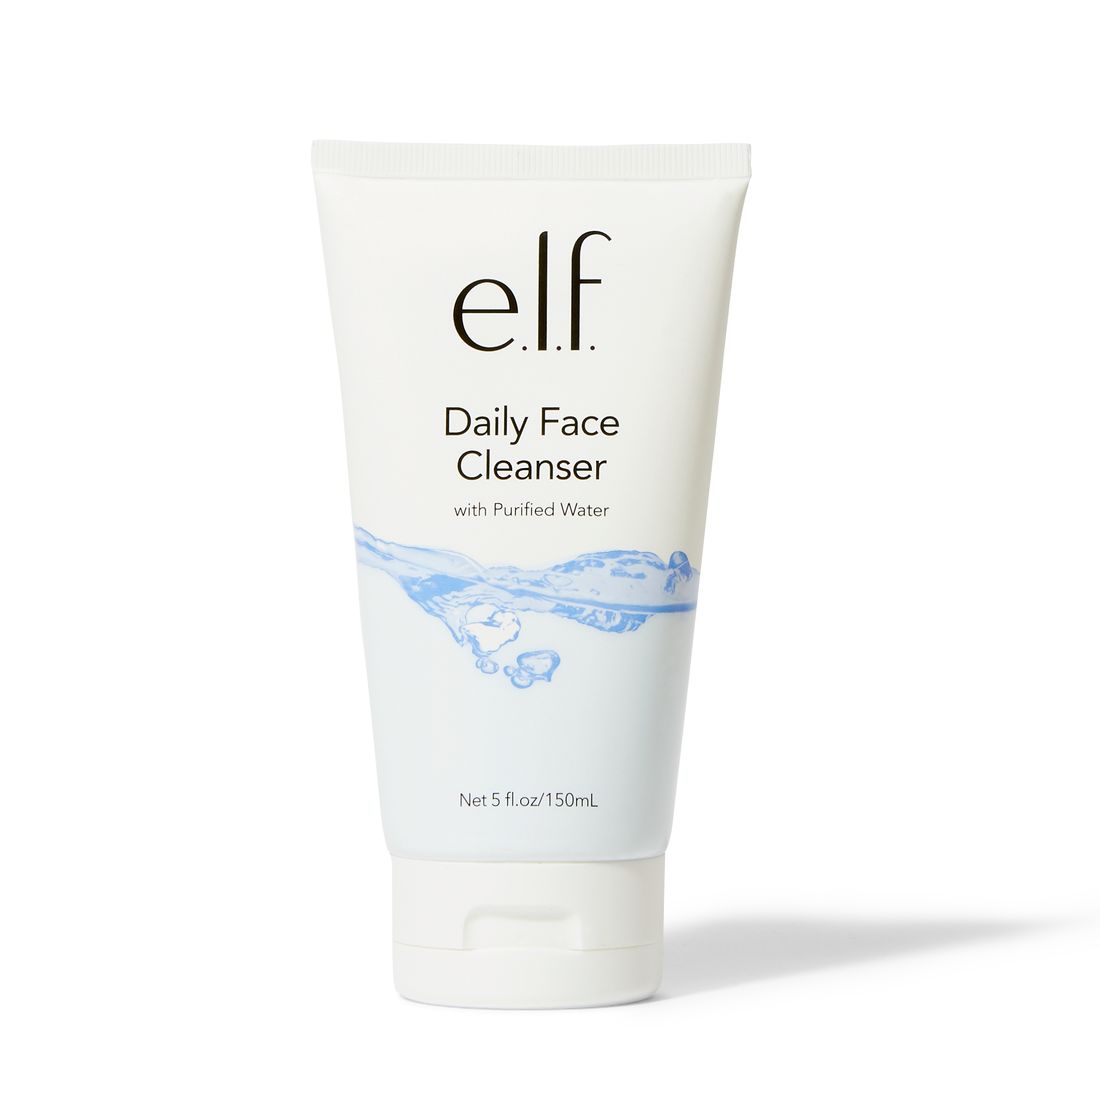 e.l.f.
Daily Face
Cleanser
with Purified Water
Net 5 fl.oz/150mL